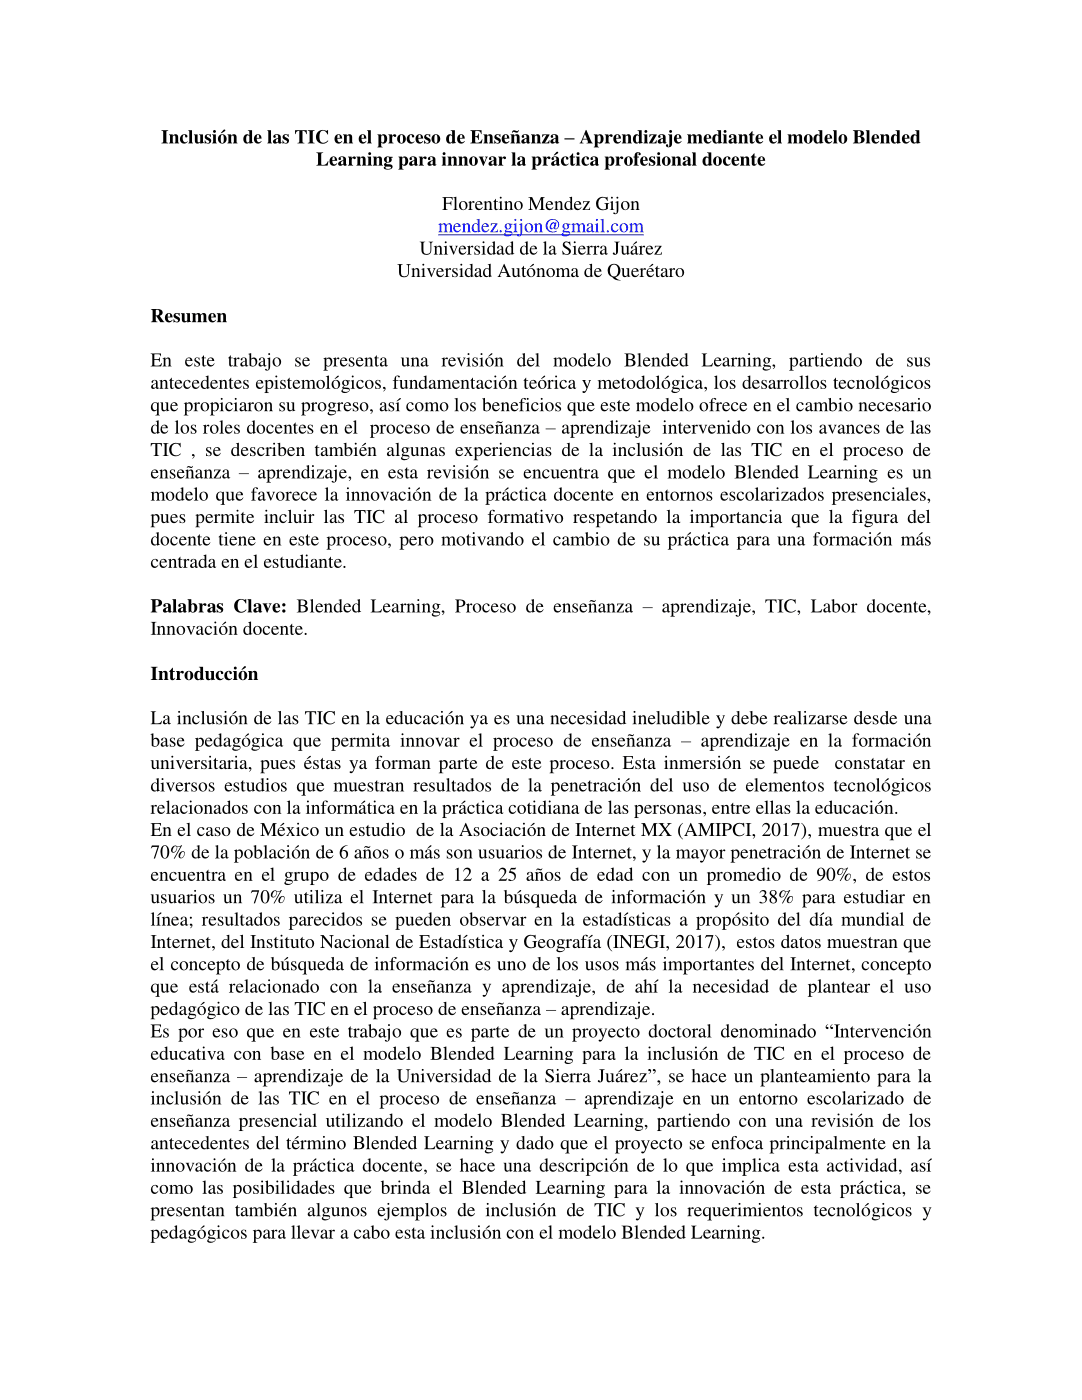 Inclusión de las TIC en el proceso de Enseñanza – Aprendizaje mediante el modelo Blended
Learning para innovar la práctica profesional docente
Florentino Mendez Gijon
mendez.gijon@gmail.com
Universidad de la Sierra Juárez
Universidad Autónoma de Querétaro
Resumen
En este trabajo se presenta una revisión del modelo Blended Learning, partiendo de sus
antecedentes epistemológicos, fundamentación teórica y metodológica, los desarrollos tecnológicos
que propiciaron su progreso, así como los beneficios que este modelo ofrece en el cambio necesario
de los roles docentes en el proceso de enseñanza – aprendizaje intervenido con los avances de las
TIC , se describen también algunas experiencias de la inclusión de las TIC en el proceso de
enseñanza – aprendizaje, en esta revisión se encuentra que el modelo Blended Learning es un
modelo que favorece la innovación de la práctica docente en entornos escolarizados presenciales,
pues permite incluir las TIC al proceso formativo respetando la importancia que la figura del
docente tiene en este proceso, pero motivando el cambio de su práctica para una formación más
centrada en el estudiante.
Palabras Clave: Blended Learning, Proceso de enseñanza – aprendizaje, TIC, Labor docente,
Innovación docente.
Introducción
La inclusión de las TIC en la educación ya es una necesidad ineludible y debe realizarse desde una
base pedagógica que permita innovar el proceso de enseñanza – aprendizaje en la formación
universitaria, pues éstas ya forman parte de este proceso. Esta inmersión se puede constatar en
diversos estudios que muestran resultados de la penetración del uso de elementos tecnológicos
relacionados con la informática en la práctica cotidiana de las personas, entre ellas la educación.
En el caso de México un estudio de la Asociación de Internet MX (AMIPCI, 2017), muestra que el
70% de la población de 6 años o más son usuarios de Internet, y la mayor penetración de Internet se
encuentra en el grupo de edades de 12 a 25 años de edad con un promedio de 90%, de estos
usuarios un 70% utiliza el Internet para la búsqueda de información y un 38% para estudiar en
línea; resultados parecidos se pueden observar en la estadísticas a propósito del día mundial de
Internet, del Instituto Nacional de Estadística y Geografía (INEGI, 2017), estos datos muestran que
el concepto de búsqueda de información es uno de los usos más importantes del Internet, concepto
que está relacionado con la enseñanza y aprendizaje, de ahí la necesidad de plantear el uso
pedagógico de las TIC en el proceso de enseñanza – aprendizaje.
Es por eso que en este trabajo que es parte de un proyecto doctoral denominado “Intervención
educativa con base en el modelo Blended Learning para la inclusión de TIC en el proceso de
enseñanza – aprendizaje de la Universidad de la Sierra Juárez”, se hace un planteamiento para la
inclusión de las TIC en el proceso de enseñanza – aprendizaje en un entorno escolarizado de
enseñanza presencial utilizando el modelo Blended Learning, partiendo con una revisión de los
antecedentes del término Blended Learning y dado que el proyecto se enfoca principalmente en la
innovación de la práctica docente, se hace una descripción de lo que implica esta actividad, así
como las posibilidades que brinda el Blended Learning para la innovación de esta práctica, se
presentan también algunos ejemplos de inclusión de TIC y los requerimientos tecnológicos y
pedagógicos para llevar a cabo esta inclusión con el modelo Blended Learning.